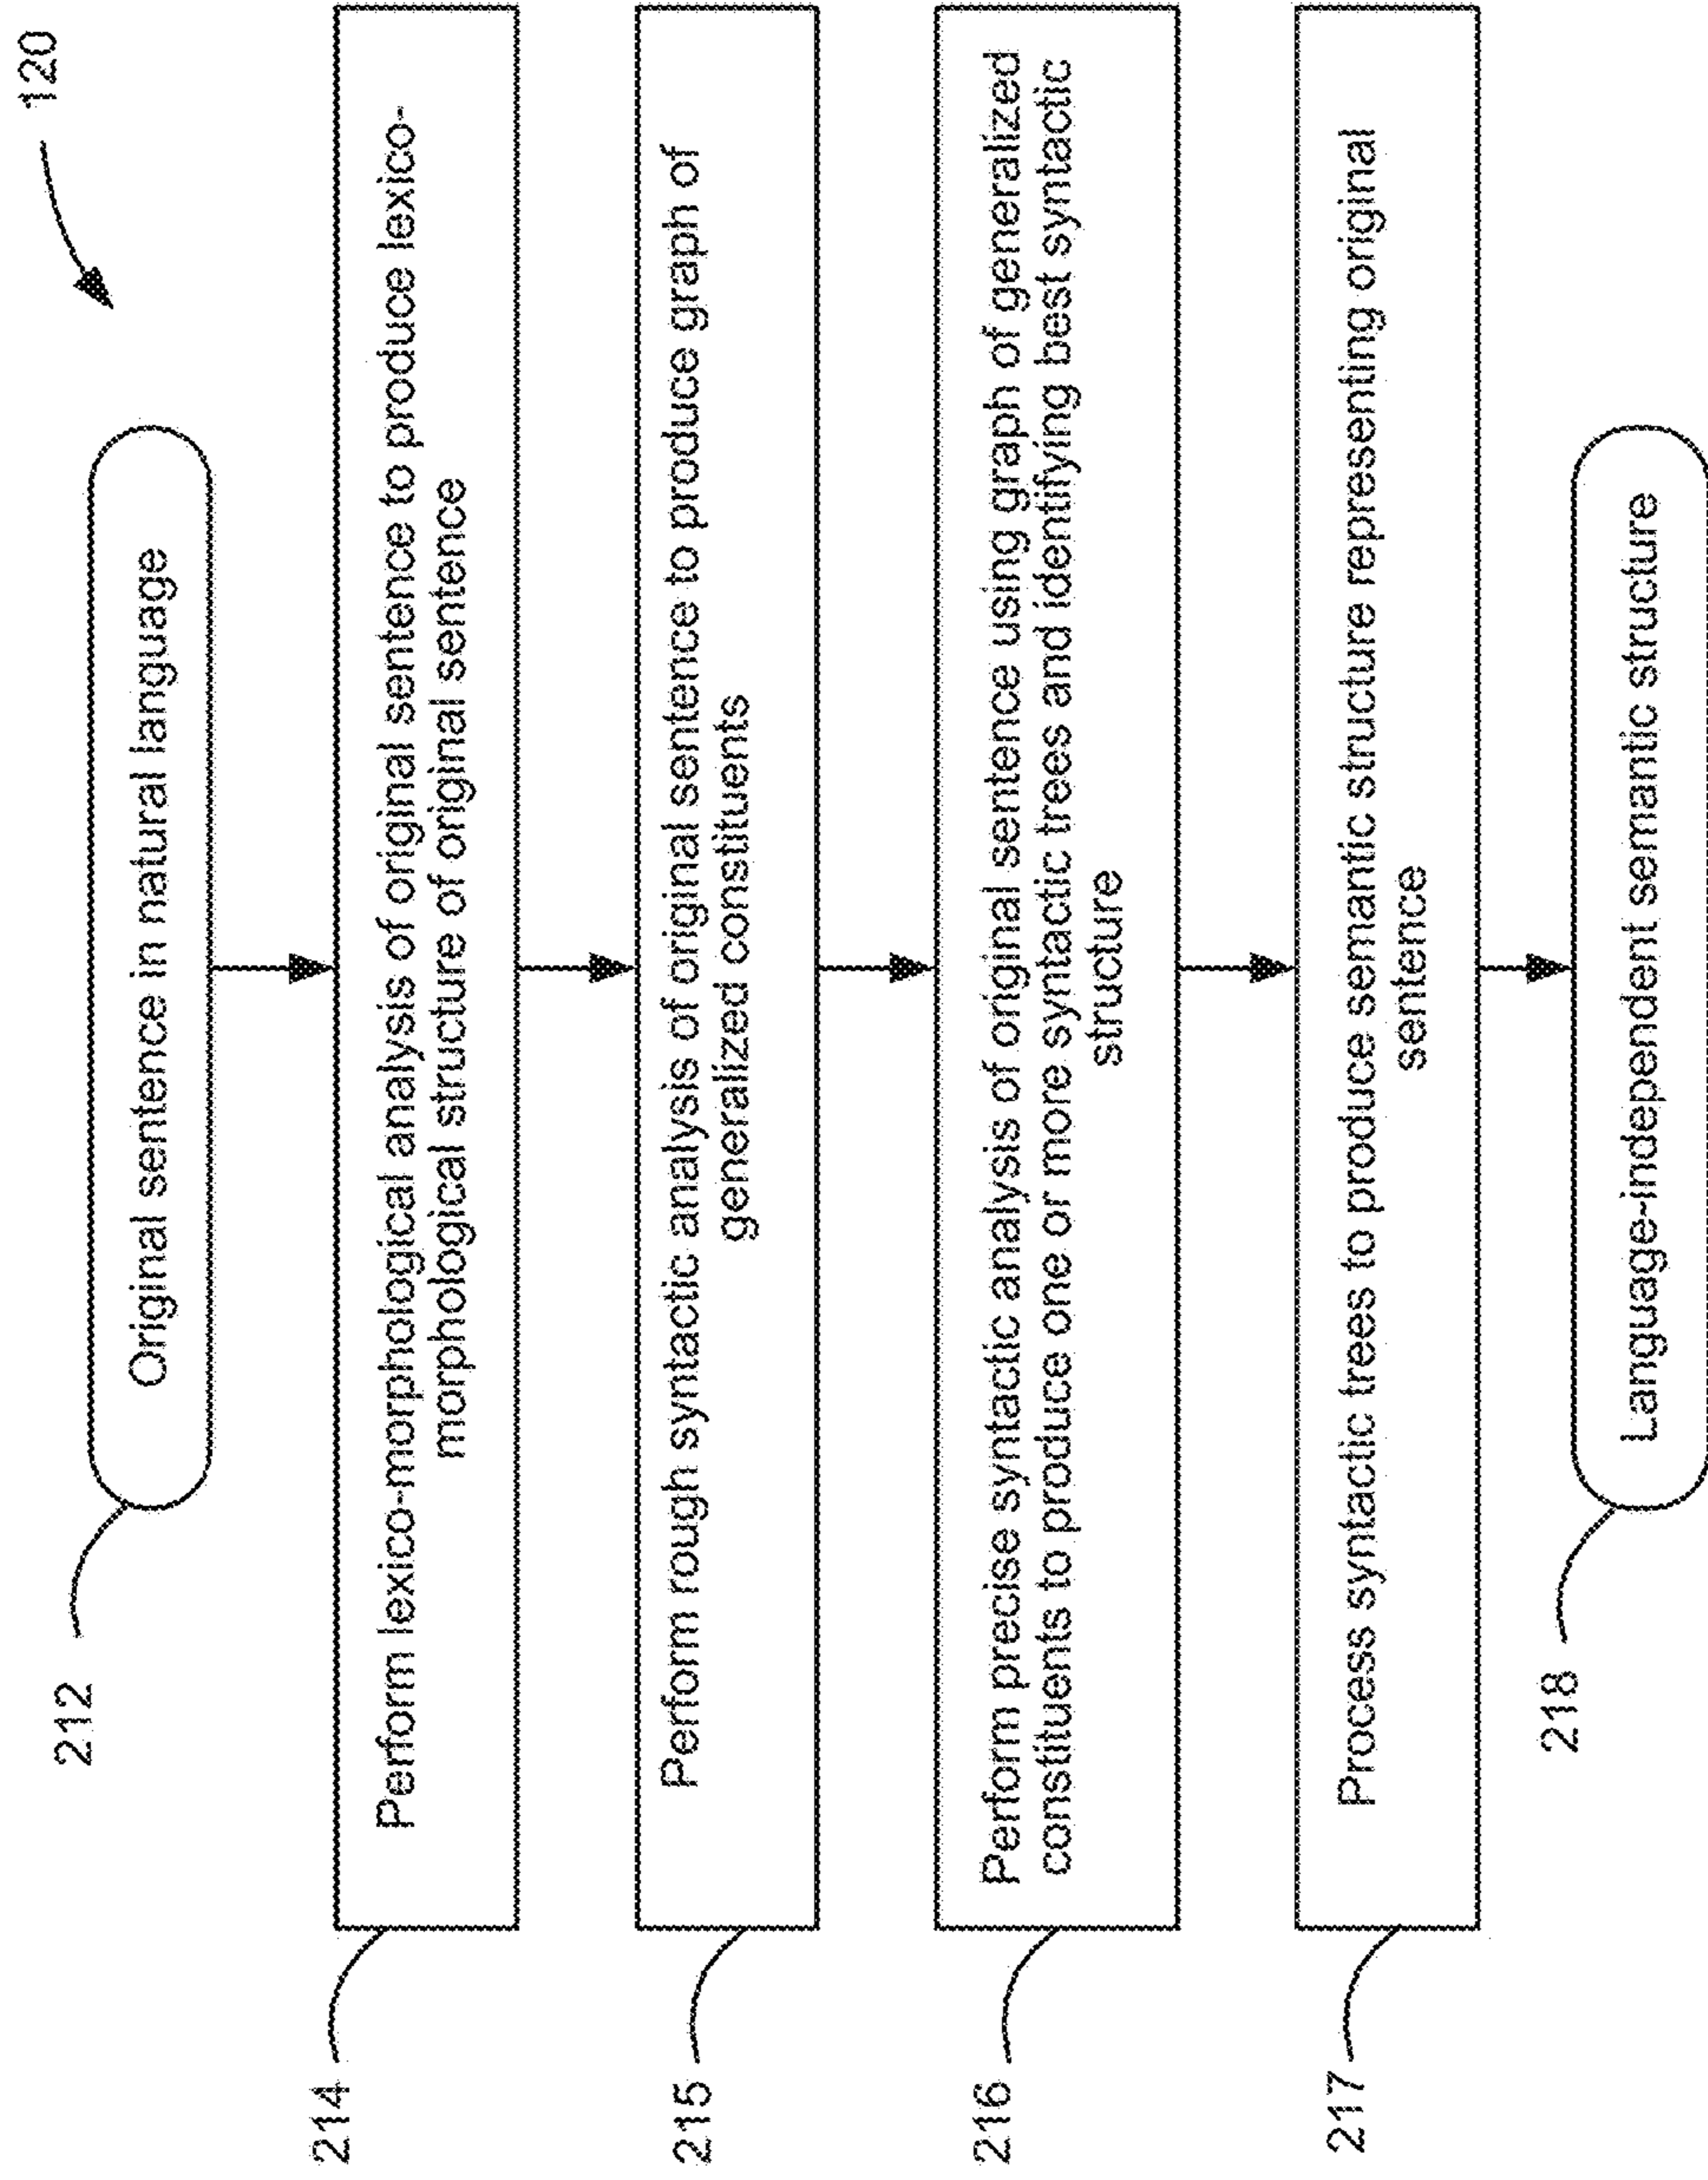 120
212
Original sentence in natural language
214
Perform lexico-morphological analysis of original sentence to produce lexico-
morphological structure of original sentence
215
Perform rough syntactic analysis of original sentence to produce graph of
generalized constituents
216
Perform precise syntactic analysis of original sentence using graph of generalized
constituents to produce one or more syntactic trees and identifying best syntactic
structure
217
Process syntactic trees to produce semantic structure representing original
sentence
218
Language-independent semantic structure